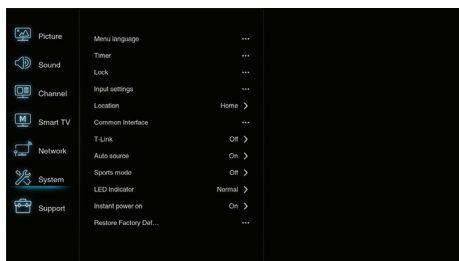 Picture
Sound
Channel
M
Smart TV
Network
System
Support
Menu language ...
Timer ...
Lock ...
Input settings ...
Location Home >
Common Interface ...
T-Link Off >
Auto source On >
Sports mode Off >
LED Indicator Normal >
Instant power on On >
Restore Factory Def... ...